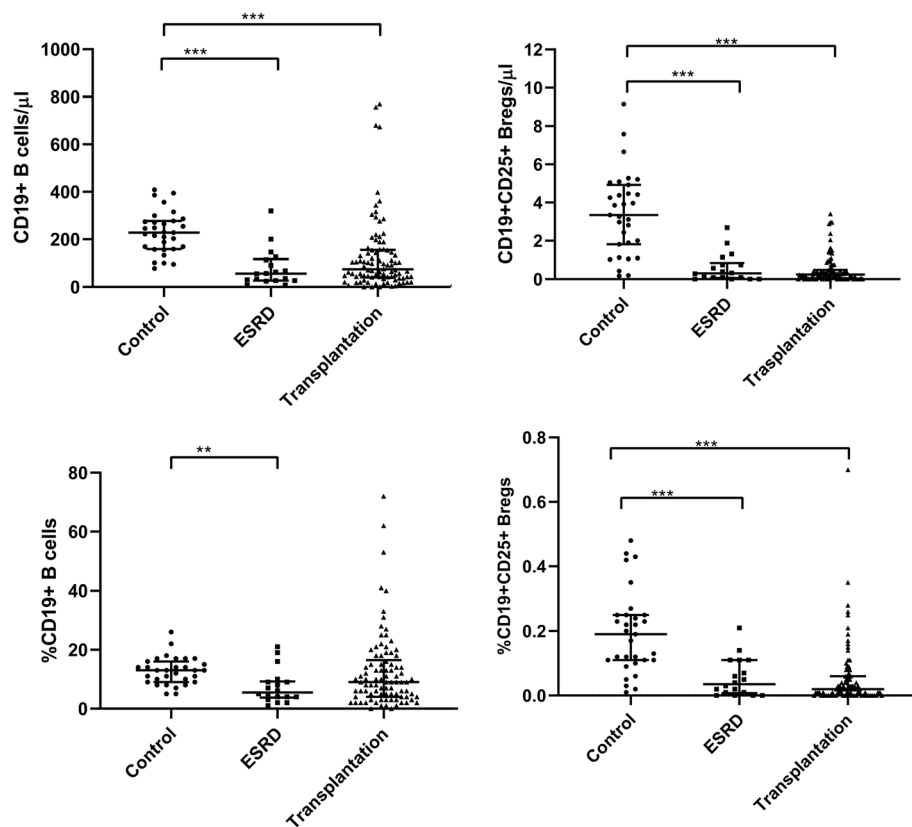 ***
***
CD19+ B cells/µl
1000
800
600
400
200
0
Control
ESRD
Transplantation
***
***
CD19+CD25+ Bregs/µl
12
10
8
6
4
2
0
Control
ESRD
Trasplantation
**
%CD19+ B cells
80
60
40
20
0
Control
ESRD
Transplantation
***
***
%CD19+CD25+ Bregs
0.8
0.6
0.4
0.2
0.0
Control
ESRD
Transplantation